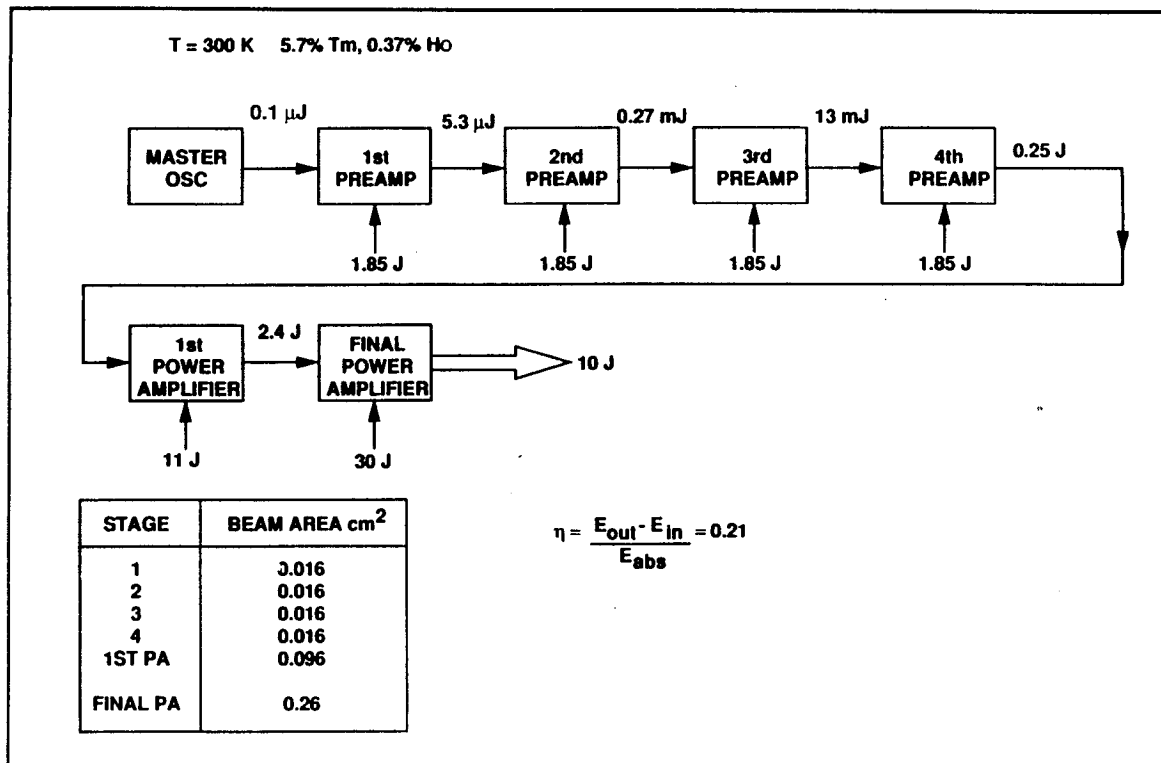 T = 300 K 5.7% Tm, 0.37% Ho
0.1 μJ
5.3 μJ
0.27 mJ
13 mJ
0.25 J
MASTER
OSC
1st
PREAMP
2nd
PREAMP
3rd
PREAMP
4th
PREAMP
1.85 J
1.85 J
1.85 J
1.85 J
1st
POWER
AMPLIFIER
2.4 J
FINAL
POWER
AMPLIFIER
10 J
11 J
30 J
STAGE BEAM AREA cm²
1 0.016
2 0.016
3 0.016
4 0.016
1ST PA 0.096
FINAL PA 0.26
η = E_out - E_in / E_abs = 0.21